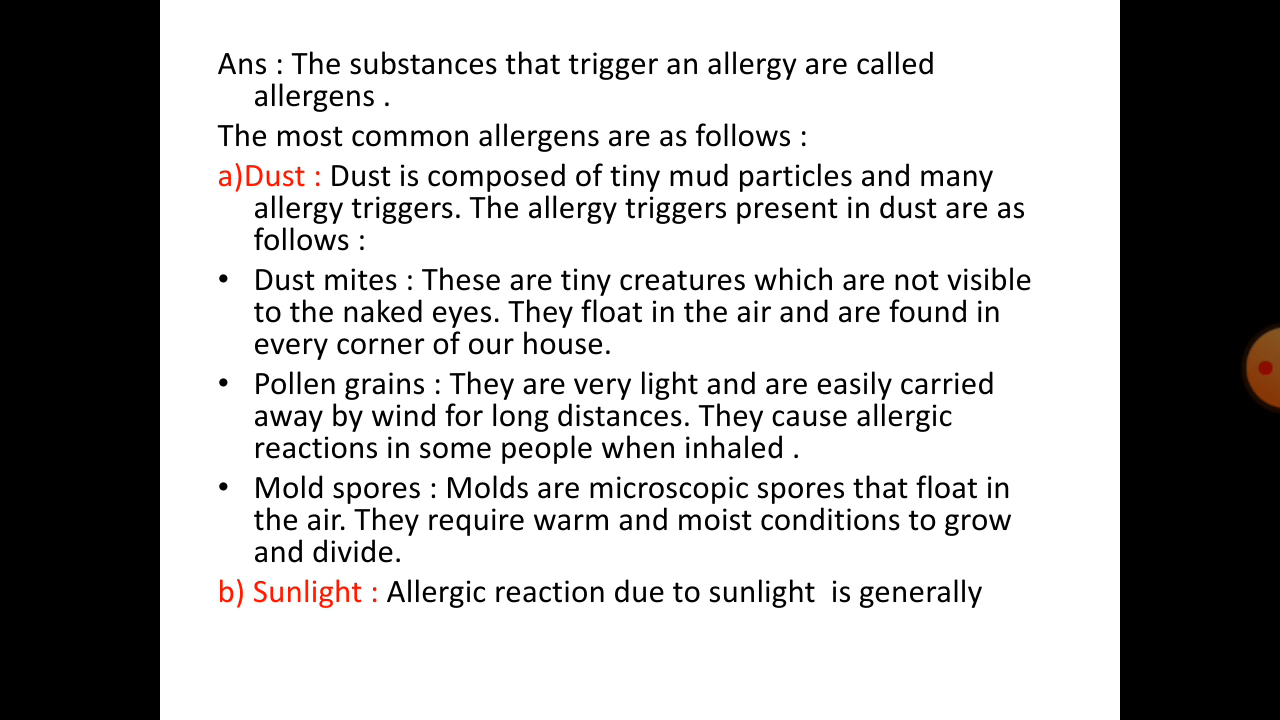 Ans : The substances that trigger an allergy are called
allergens .
The most common allergens are as follows :
a)Dust : Dust is composed of tiny mud particles and many
allergy triggers. The allergy triggers present in dust are as
follows :
• Dust mites : These are tiny creatures which are not visible
to the naked eyes. They float in the air and are found in
every corner of our house.
• Pollen grains : They are very light and are easily carried
away by wind for long distances. They cause allergic
reactions in some people when inhaled .
• Mold spores : Molds are microscopic spores that float in
the air. They require warm and moist conditions to grow
and divide.
b) Sunlight : Allergic reaction due to sunlight  is generally